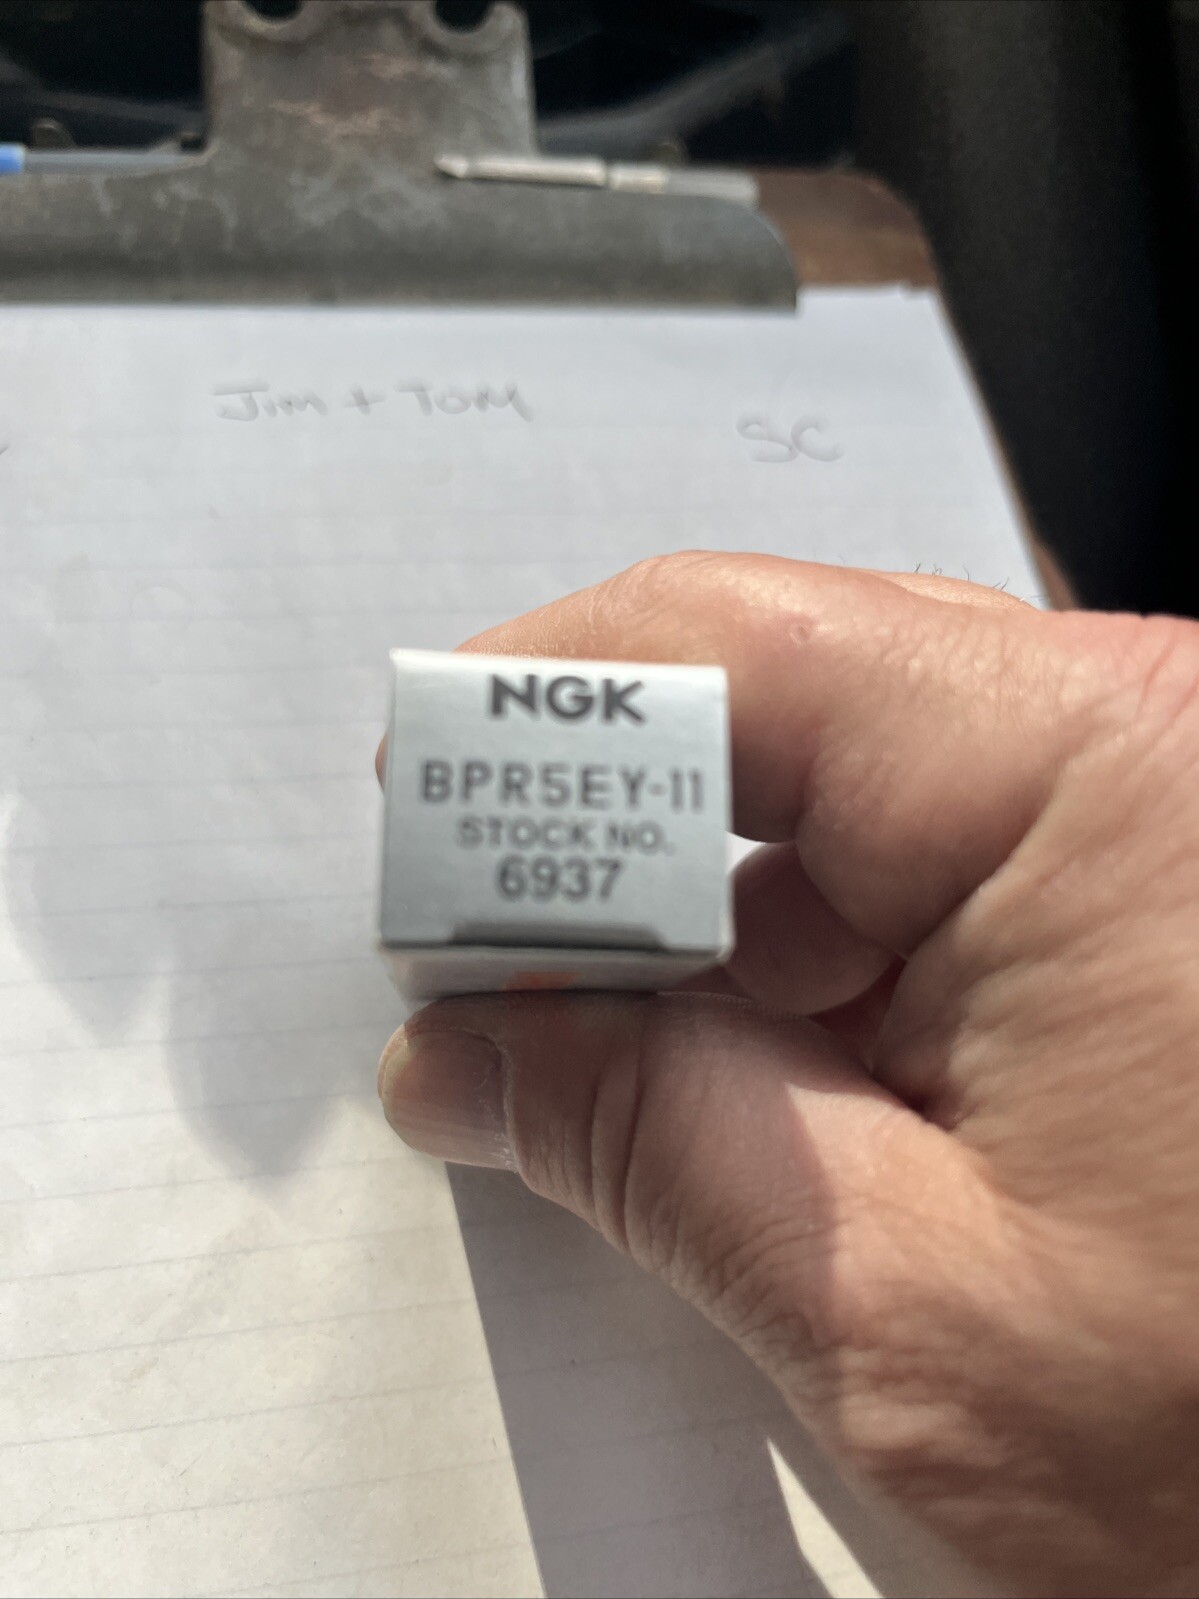 Jim + Tom
SC
NGK
BPR5EY-11
STOCK NO.
6937